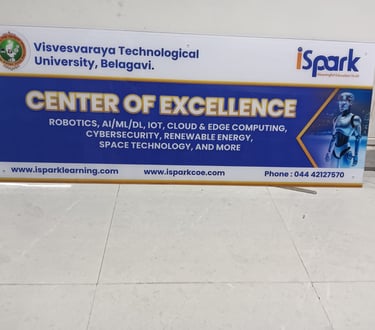 Visvesvaraya Technological
University, Belagavi.
iSpark
CENTER OF EXCELLENCE
ROBOTICS, AI/ML/DL, IOT, CLOUD & EDGE COMPUTING,
CYBERSECURITY, RENEWABLE ENERGY,
SPACE TECHNOLOGY, AND MORE
www.isparklearning.com www.isparkcoe.com Phone : 044 42127570